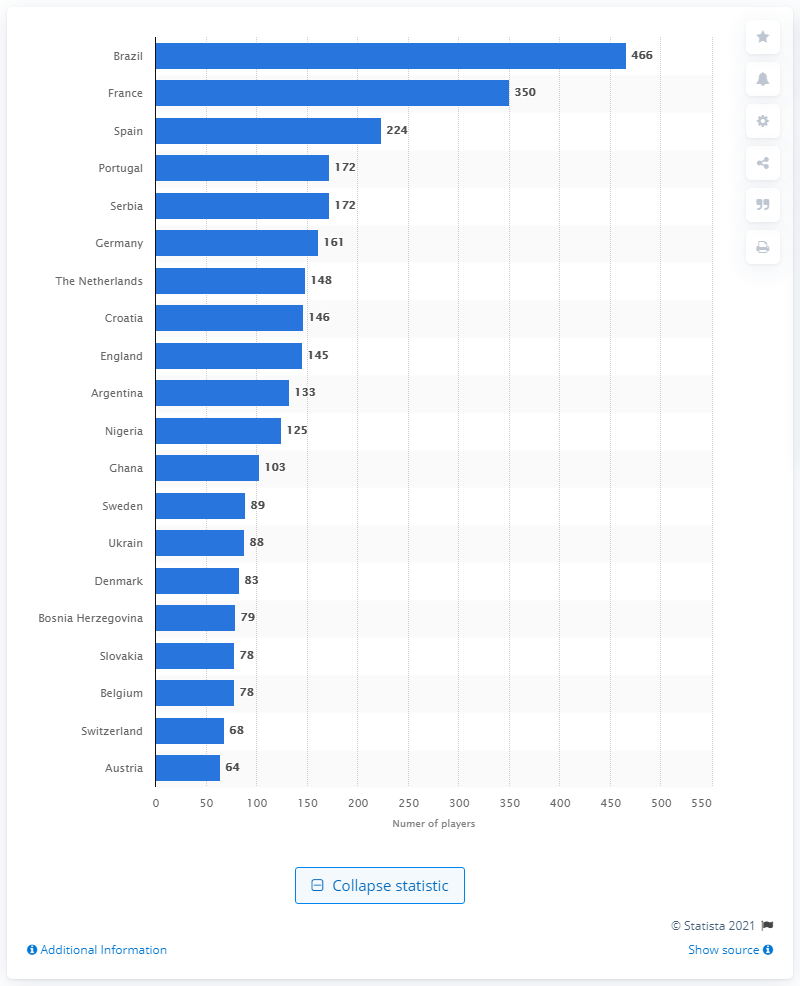 Brazil 466
France 350
Spain 224
Portugal 172
Serbia 172
Germany 161
The Netherlands 148
Croatia 146
England 145
Argentina 133
Nigeria 125
Ghana 103
Sweden 89
Ukrain 88
Denmark 83
Bosnia Herzegovina 79
Slovakia 78
Belgium 78
Switzerland 68
Austria 64
0 50 100 150 200 250 300 350 400 450 500 550
Numer of players
Collapse statistic
© Statista 2021
Additional Information Show source